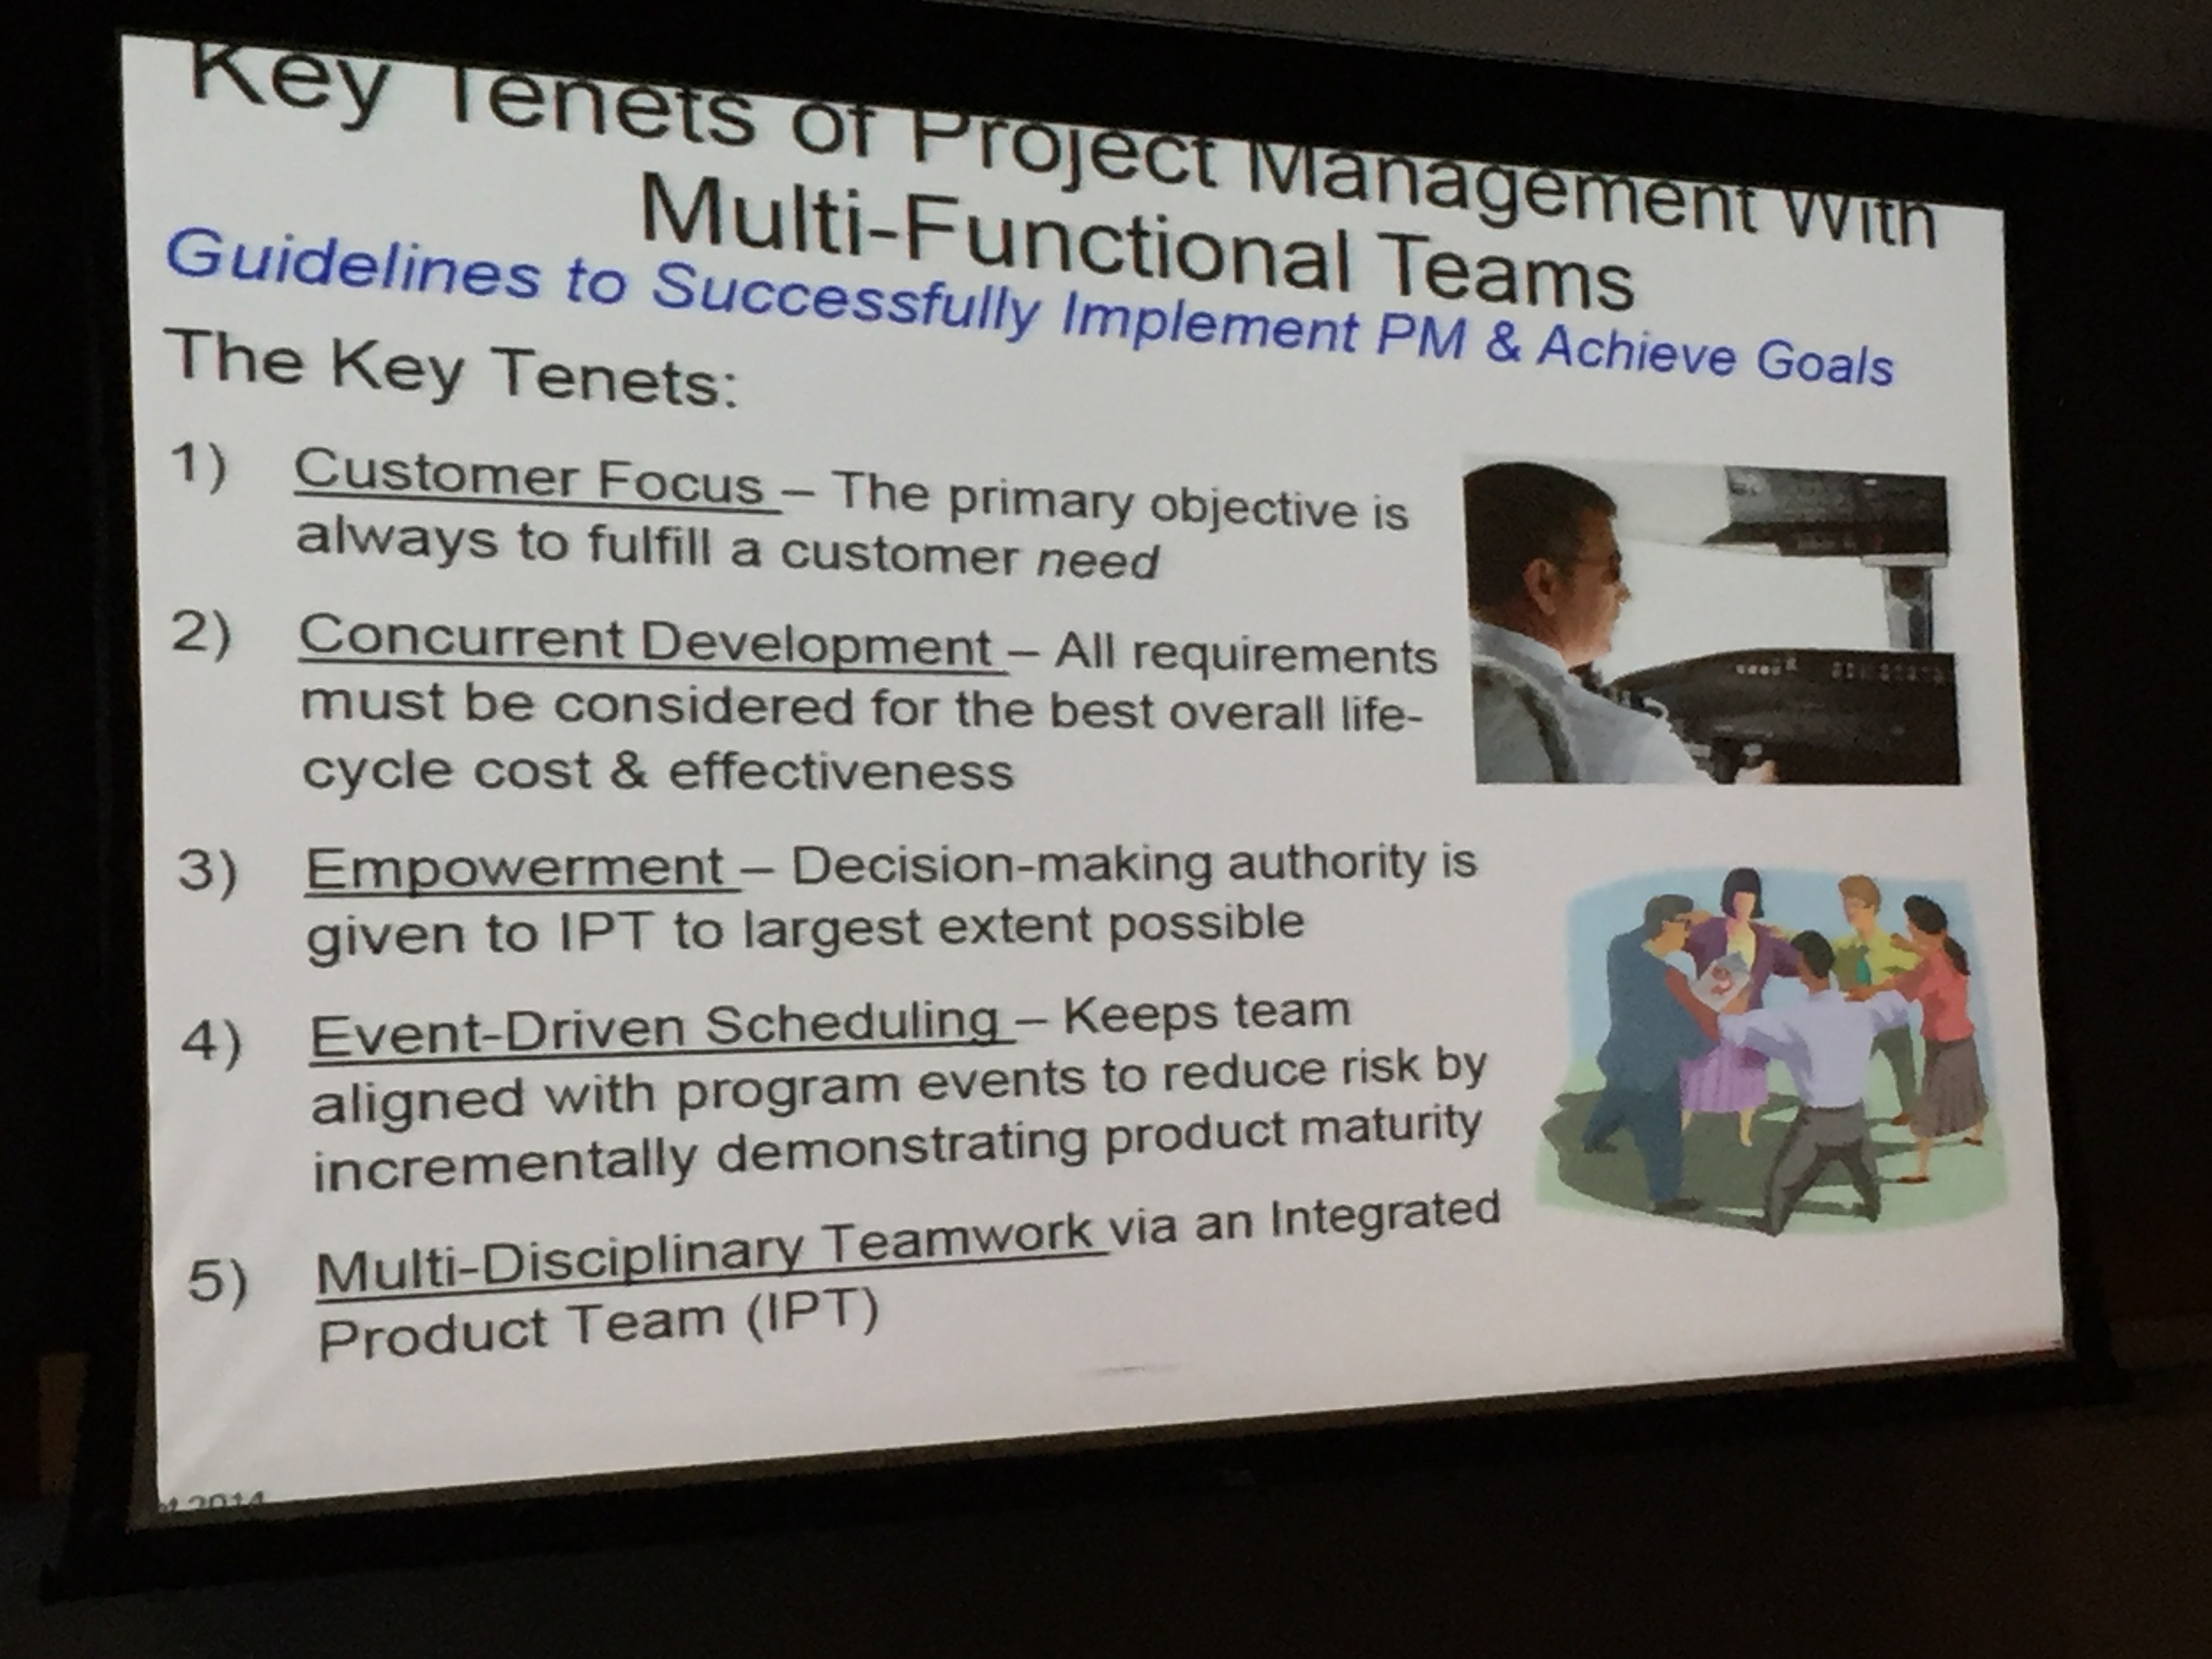 Key Tenets of Project Management With
Multi-Functional Teams
Guidelines to Successfully Implement PM & Achieve Goals
The Key Tenets:
1) Customer Focus – The primary objective is
always to fulfill a customer need
2) Concurrent Development – All requirements
must be considered for the best overall life-
cycle cost & effectiveness
3) Empowerment – Decision-making authority is
given to IPT to largest extent possible
4) Event-Driven Scheduling – Keeps team
aligned with program events to reduce risk by
incrementally demonstrating product maturity
5) Multi-Disciplinary Teamwork via an Integrated
Product Team (IPT)
2014